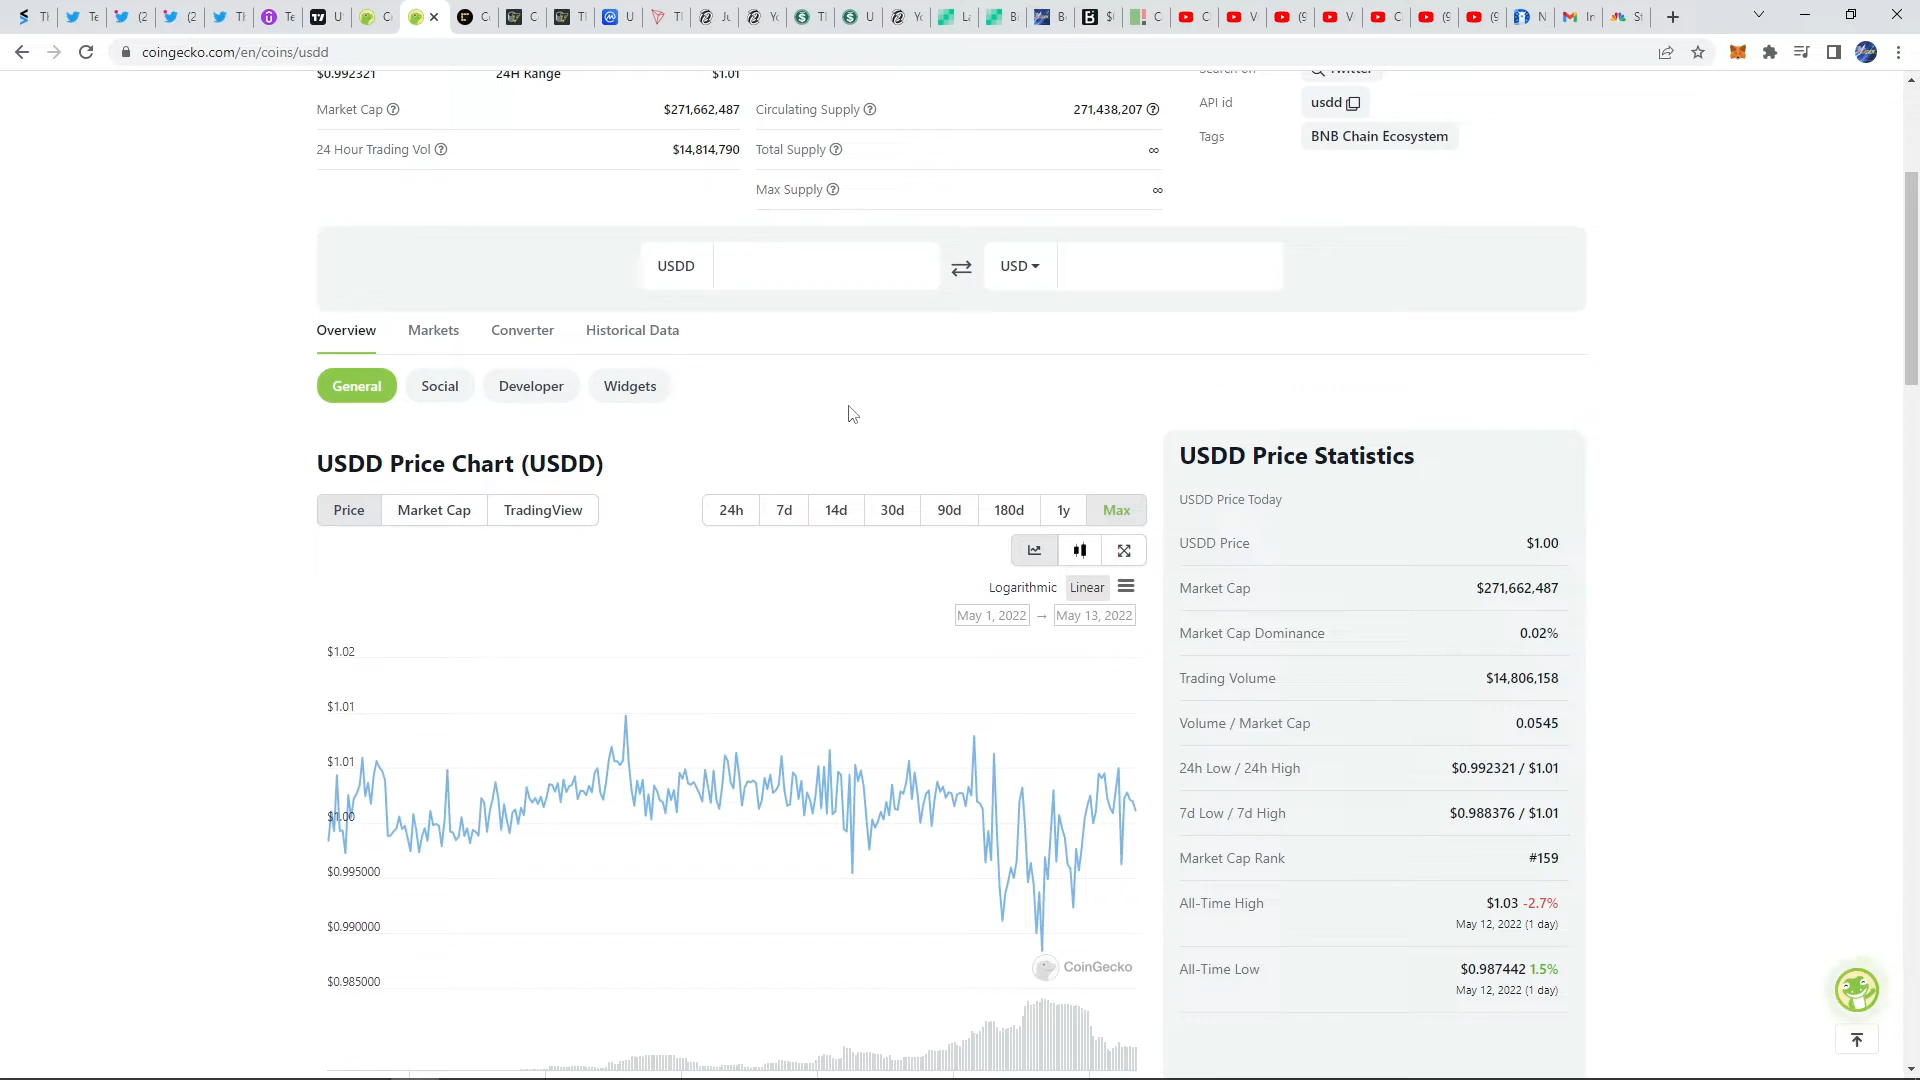 coingecko.com/en/coins/usdd
$0.992321 24H Range $1.01
Market Cap $271,662,487 Circulating Supply 271,438,207
API id usdd
Tags BNB Chain Ecosystem
24 Hour Trading Vol $14,814,790 Total Supply ∞
Max Supply ∞
USDD USD
Overview Markets Converter Historical Data
General Social Developer Widgets
USDD Price Chart (USDD)
Price Market Cap TradingView 24h 7d 14d 30d 90d 180d 1y Max
Logarithmic Linear
May 1, 2022 → May 13, 2022
$1.02
$1.01
$1.01
$1.00
$0.995000
$0.990000
$0.985000
CoinGecko
USDD Price Statistics
USDD Price Today
USDD Price $1.00
Market Cap $271,662,487
Market Cap Dominance 0.02%
Trading Volume $14,806,158
Volume / Market Cap 0.0545
24h Low / 24h High $0.992321 / $1.01
7d Low / 7d High $0.988376 / $1.01
Market Cap Rank #159
All-Time High $1.03 -2.7%
May 12, 2022 (1 day)
All-Time Low $0.987442 1.5%
May 12, 2022 (1 day)